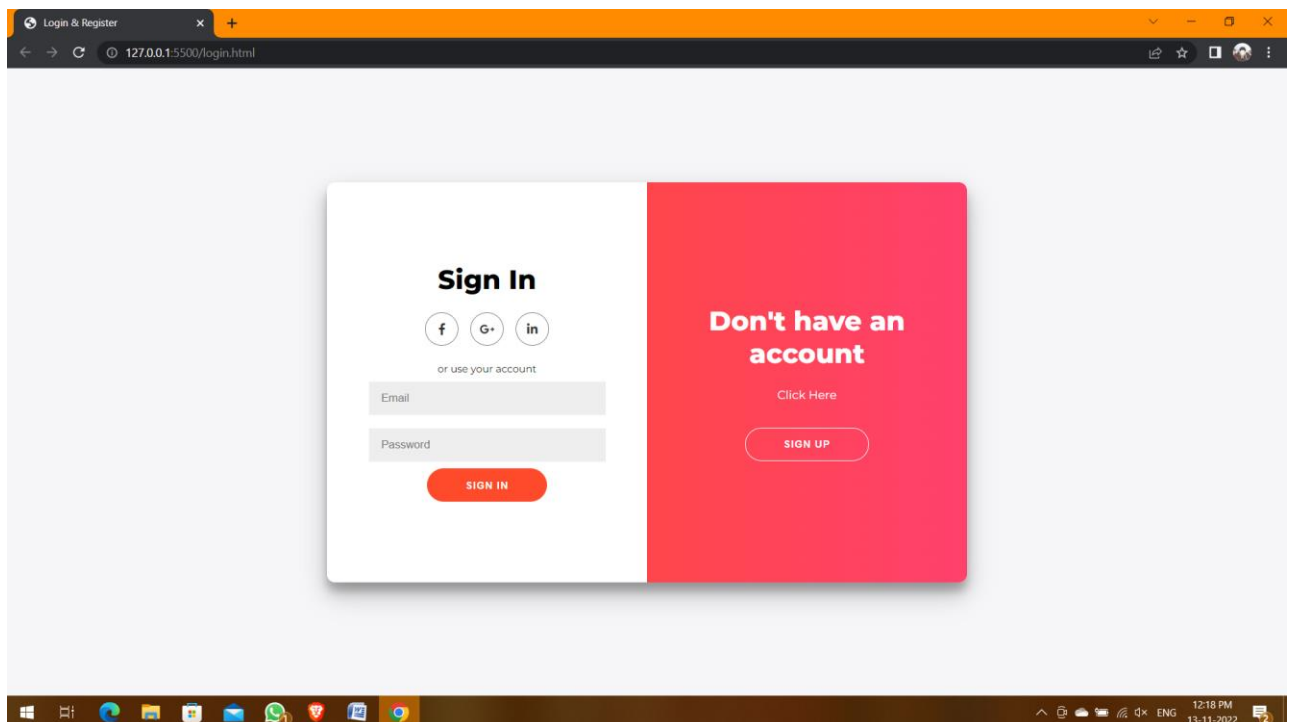 Login & Register
127.0.0.1:5500/login.html
Sign In
f G+ in
or use your account
Email
Password
SIGN IN
Don't have an
account
Click Here
SIGN UP
ENG
12:18 PM
13-11-2022
2